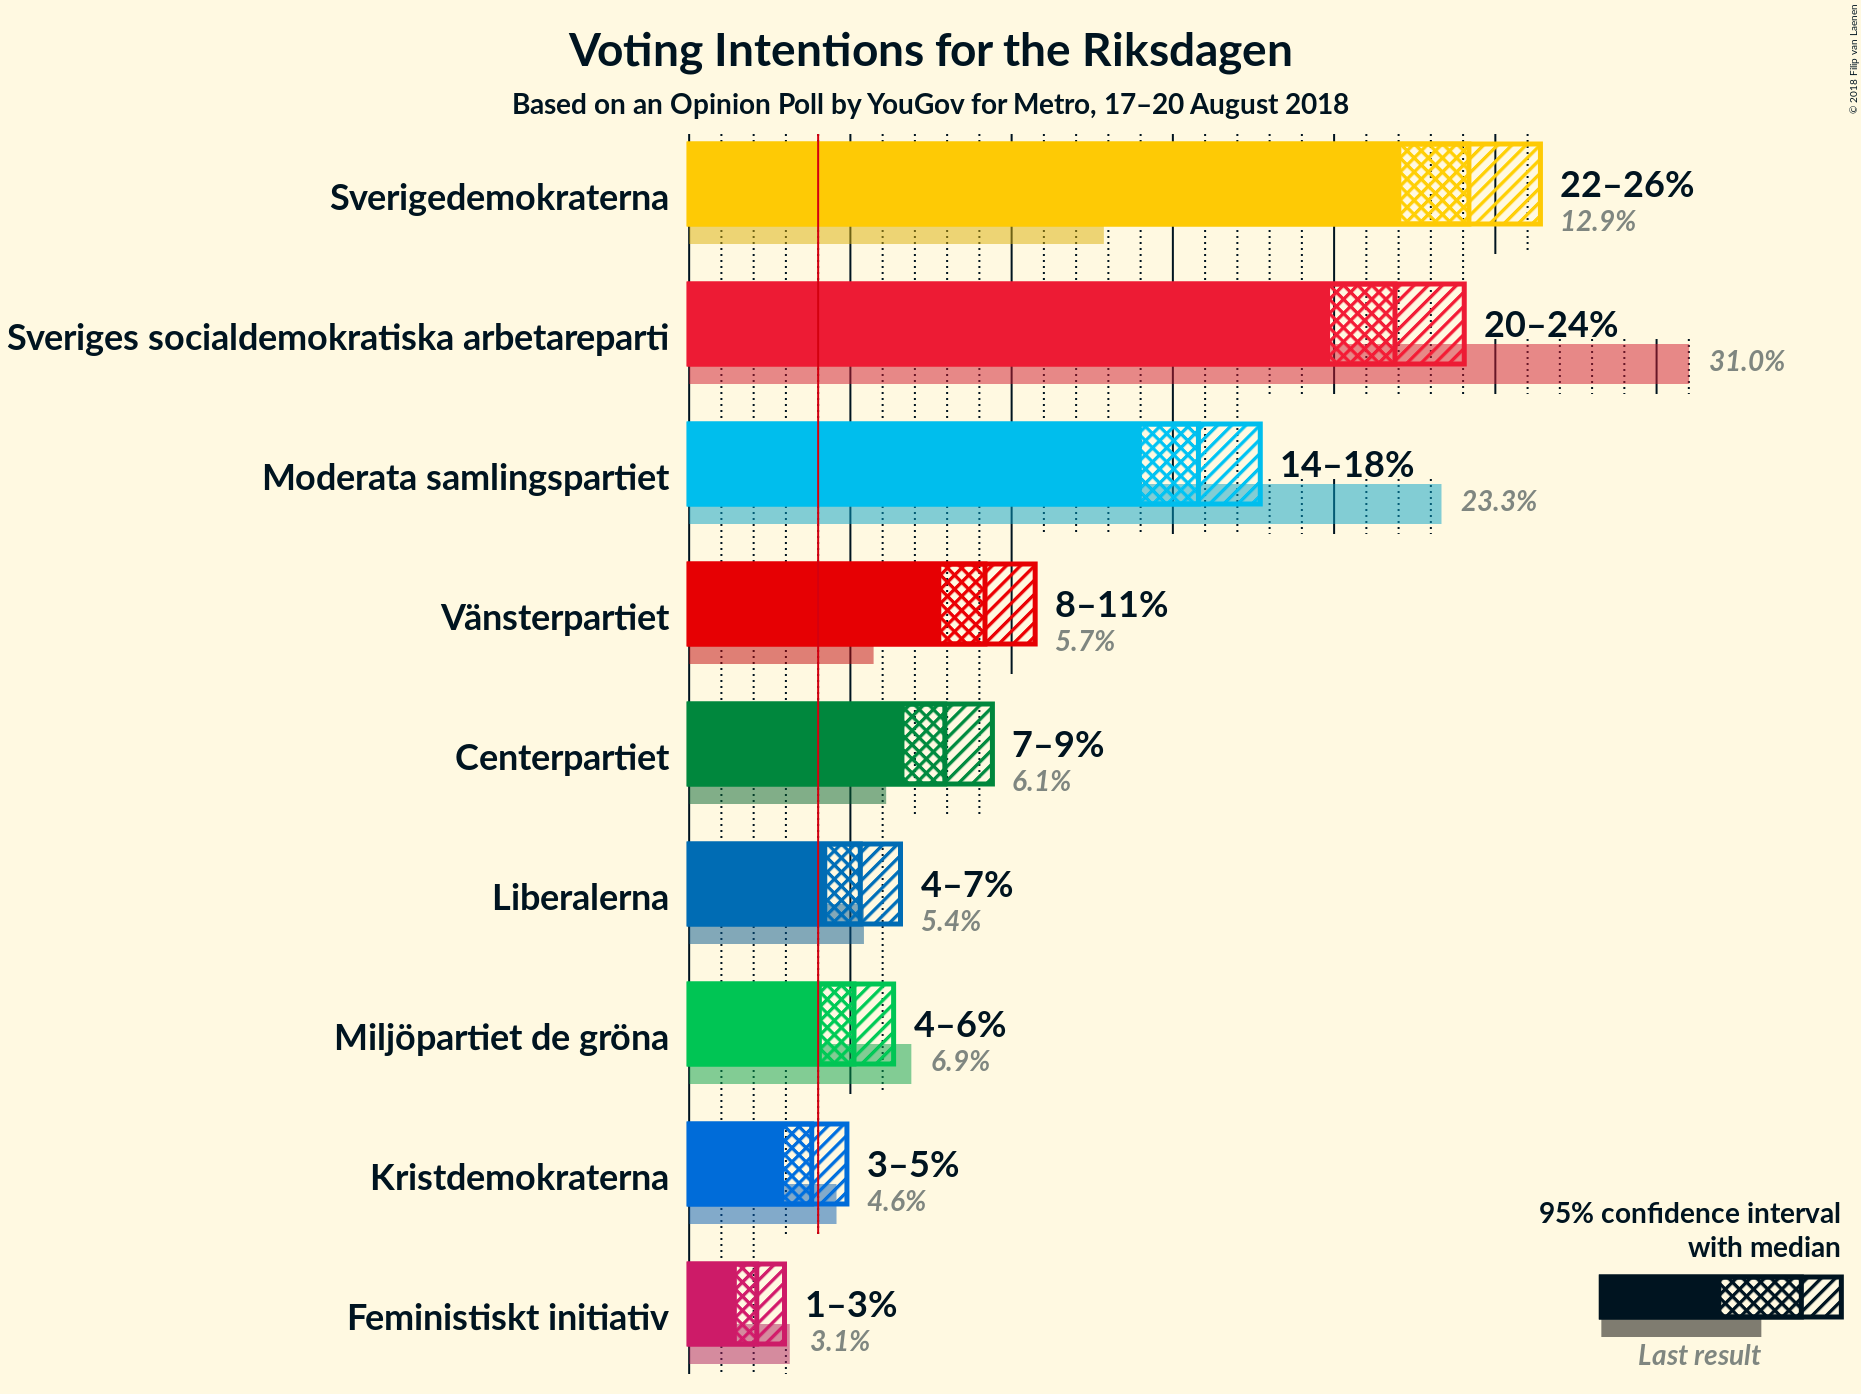 Voting Intentions for the Riksdagen
Based on an Opinion Poll by YouGov for Metro, 17–20 August 2018
© 2018 Filip van Laenen
Sverigedemokraterna
22–26%
12.9%
Sveriges socialdemokratiska arbetareparti
20–24%
31.0%
Moderata samlingspartiet
14–18%
23.3%
Vänsterpartiet
8–11%
5.7%
Centerpartiet
7–9%
6.1%
Liberalerna
4–7%
5.4%
Miljöpartiet de gröna
4–6%
6.9%
Kristdemokraterna
3–5%
4.6%
Feministiskt initiativ
1–3%
3.1%
95% confidence interval
with median
Last result